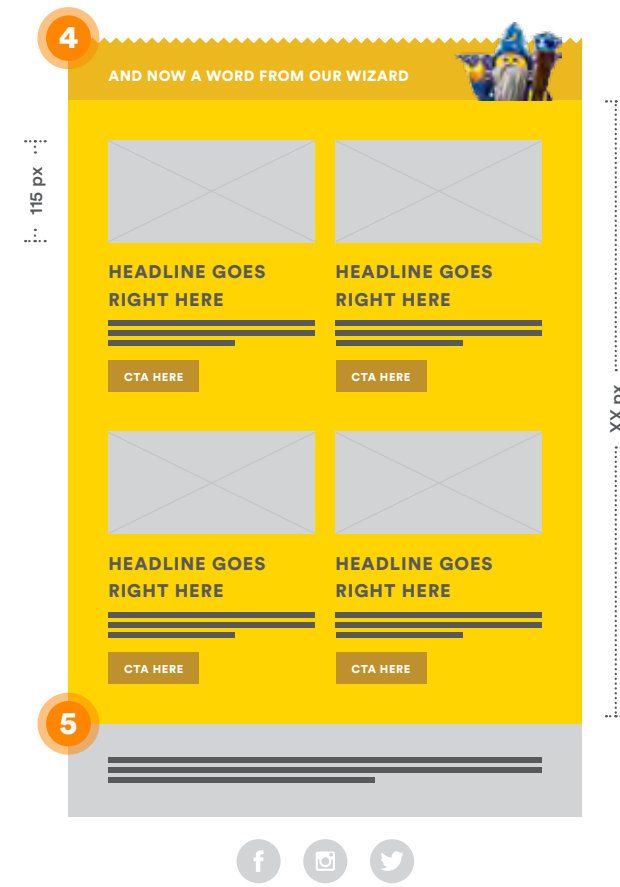 4
AND NOW A WORD FROM OUR WIZARD
115 px
HEADLINE GOES
RIGHT HERE
CTA HERE
HEADLINE GOES
RIGHT HERE
CTA HERE
XX px
HEADLINE GOES
RIGHT HERE
CTA HERE
HEADLINE GOES
RIGHT HERE
CTA HERE
5